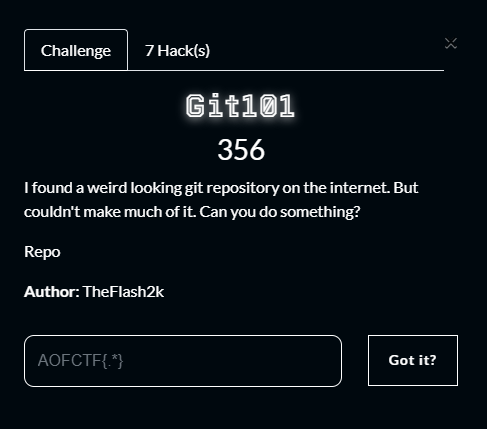 Challenge
7 Hack(s)
Git101
356
I found a weird looking git repository on the internet. But
couldn't make much of it. Can you do something?
Repo
Author: TheFlash2k
AOFCTF{.*}
Got it?